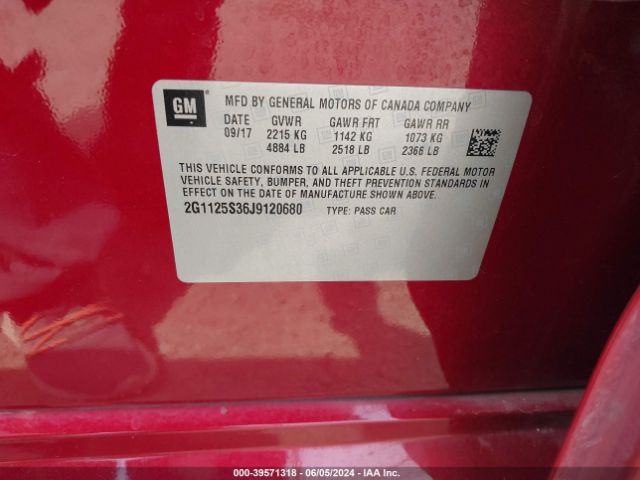 GM
MFD BY GENERAL MOTORS OF CANADA COMPANY
DATE GVWR GAWR FRT GAWR RR
09/17 2215 KG 1142 KG 1073 KG
4884 LB 2518 LB 2366 LB
THIS VEHICLE CONFORMS TO ALL APPLICABLE U.S. FEDERAL MOTOR
VEHICLE SAFETY, BUMPER, AND THEFT PREVENTION STANDARDS IN
EFFECT ON THE DATE OF MANUFACTURE SHOWN ABOVE.
2G1125S36J9120680 TYPE: PASS CAR
000-39571318 - 06/05/2024 - IAA Inc.